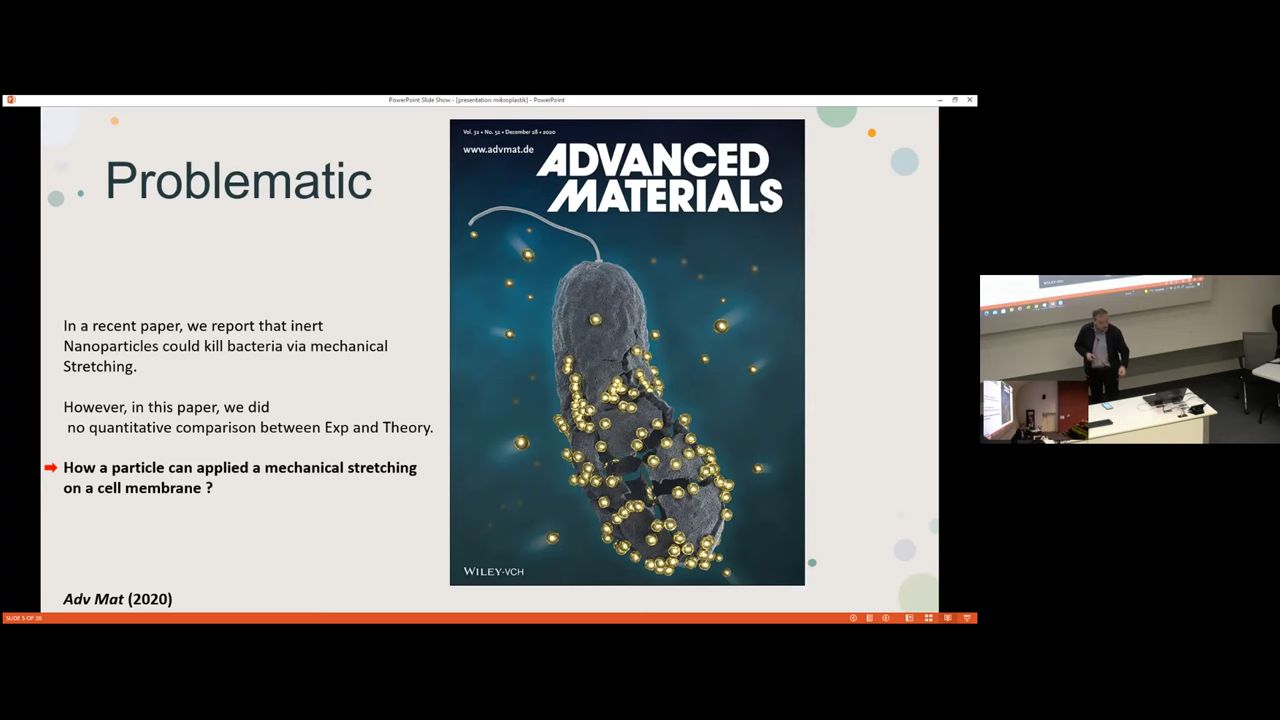 PowerPoint Slide Show - [presentation mikroplastik] - PowerPoint
Problematic
In a recent paper, we report that inert
Nanoparticles could kill bacteria via mechanical
Stretching.
However, in this paper, we did
no quantitative comparison between Exp and Theory.
How a particle can applied a mechanical stretching
on a cell membrane ?
Adv Mat (2020)
Vol. 32 • No. 52 • December 28 • 2020
www.advmat.de
ADVANCED
MATERIALS
WILEY-VCH
SLIDE 5 OF 26